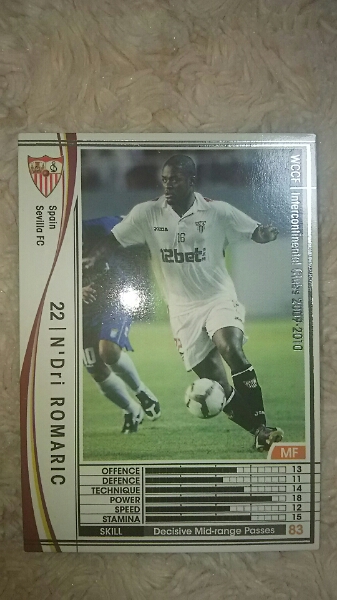 WCCF | Intercontinental Clubs 2009-2010
Spain
Sevilla FC
22 | N'Dri ROMARIC
16
12bet
MF
OFFENCE 13
DEFENCE 11
TECHNIQUE 14
POWER 18
SPEED 12
STAMINA 15
SKILL Decisive Mid-range Passes 83